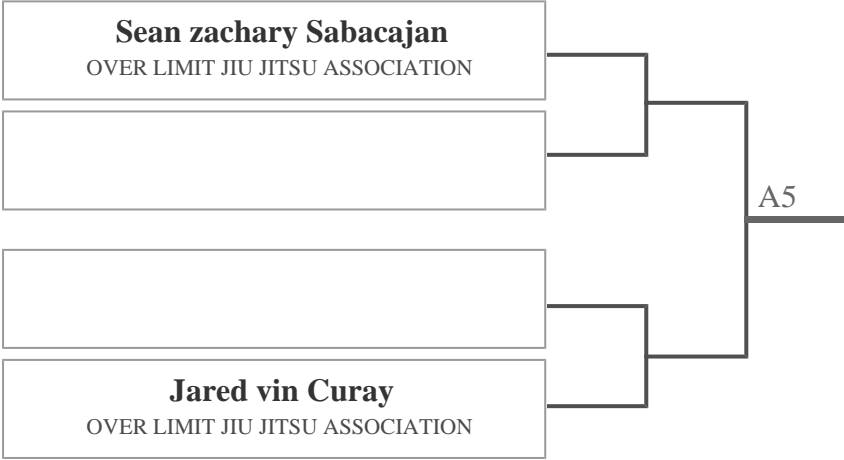 Sean zachary Sabacajan
OVER LIMIT JIU JITSU ASSOCIATION
A5
Jared vin Curay
OVER LIMIT JIU JITSU ASSOCIATION